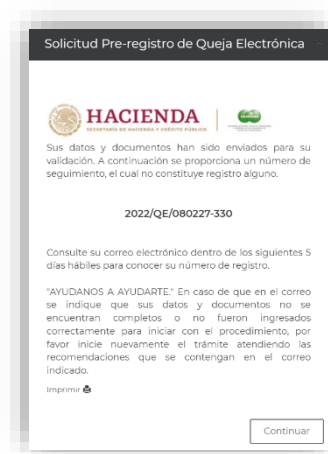 Solicitud Pre-registro de Queja Electrónica
HACIENDA
SECRETARÍA DE HACIENDA Y CRÉDITO PÚBLICO
Sus datos y documentos han sido enviados para su
validación. A continuación se proporciona un número de
seguimiento, el cual no constituye registro alguno.
2022/QE/080227-330
Consulte su correo electrónico dentro de los siguientes 5
días hábiles para conocer su número de registro.
"AYUDANOS A AYUDARTE." En caso de que en el correo
se indique que sus datos y documentos no se
encuentran completos o no fueron ingresados
correctamente para iniciar con el procedimiento, por
favor inicie nuevamente el trámite atendiendo las
recomendaciones que se contengan en el correo
indicado.
Imprimir
Continuar